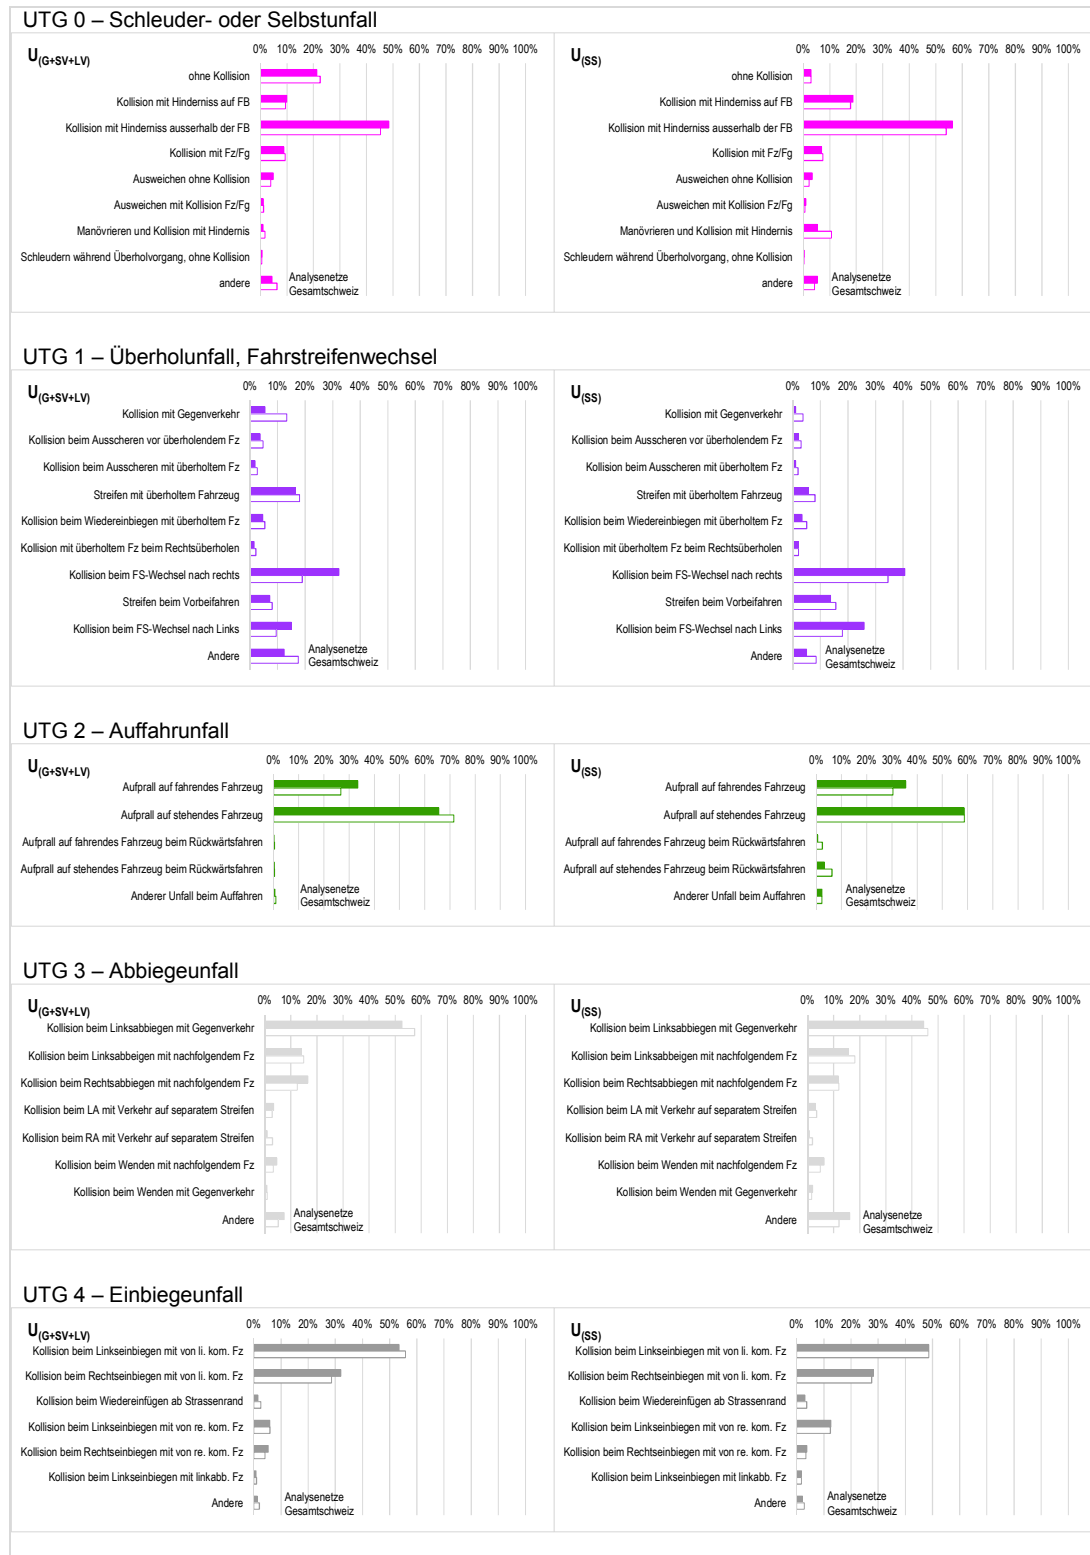 UTG 0 – Schleuder- oder Selbstunfall
U(G+SV+LV)
0% 10% 20% 30% 40% 50% 60% 70% 80% 90% 100%
ohne Kollision
Kollision mit Hinderniss auf FB
Kollision mit Hinderniss ausserhalb der FB
Kollision mit Fz/Fg
Ausweichen ohne Kollision
Ausweichen mit Kollision Fz/Fg
Manövrieren und Kollision mit Hindernis
Schleudern während Überholvorgang, ohne Kollision
andere
Analysenetze
Gesamtschweiz
U(SS)
0% 10% 20% 30% 40% 50% 60% 70% 80% 90% 100%
ohne Kollision
Kollision mit Hinderniss auf FB
Kollision mit Hinderniss ausserhalb der FB
Kollision mit Fz/Fg
Ausweichen ohne Kollision
Ausweichen mit Kollision Fz/Fg
Manövrieren und Kollision mit Hindernis
Schleudern während Überholvorgang, ohne Kollision
andere
Analysenetze
Gesamtschweiz
UTG 1 – Überholunfall, Fahrstreifenwechsel
U(G+SV+LV)
0% 10% 20% 30% 40% 50% 60% 70% 80% 90% 100%
Kollision mit Gegenverkehr
Kollision beim Ausscheren vor überholendem Fz
Kollision beim Ausscheren mit überholtem Fz
Streifen mit überholtem Fahrzeug
Kollision beim Wiedereinbiegen mit überholtem Fz
Kollision mit überholtem Fz beim Rechtsüberholen
Kollision beim FS-Wechsel nach rechts
Streifen beim Vorbeifahren
Kollision beim FS-Wechsel nach Links
Andere
Analysenetze
Gesamtschweiz
U(SS)
0% 10% 20% 30% 40% 50% 60% 70% 80% 90% 100%
Kollision mit Gegenverkehr
Kollision beim Ausscheren vor überholendem Fz
Kollision beim Ausscheren mit überholtem Fz
Streifen mit überholtem Fahrzeug
Kollision beim Wiedereinbiegen mit überholtem Fz
Kollision mit überholtem Fz beim Rechtsüberholen
Kollision beim FS-Wechsel nach rechts
Streifen beim Vorbeifahren
Kollision beim FS-Wechsel nach Links
Andere
Analysenetze
Gesamtschweiz
UTG 2 – Auffahrunfall
U(G+SV+LV)
0% 10% 20% 30% 40% 50% 60% 70% 80% 90% 100%
Aufprall auf fahrendes Fahrzeug
Aufprall auf stehendes Fahrzeug
Aufprall auf fahrendes Fahrzeug beim Rückwärtsfahren
Aufprall auf stehendes Fahrzeug beim Rückwärtsfahren
Anderer Unfall beim Auffahren
Analysenetze
Gesamtschweiz
U(SS)
0% 10% 20% 30% 40% 50% 60% 70% 80% 90% 100%
Aufprall auf fahrendes Fahrzeug
Aufprall auf stehendes Fahrzeug
Aufprall auf fahrendes Fahrzeug beim Rückwärtsfahren
Aufprall auf stehendes Fahrzeug beim Rückwärtsfahren
Anderer Unfall beim Auffahren
Analysenetze
Gesamtschweiz
UTG 3 – Abbiegeunfall
U(G+SV+LV)
0% 10% 20% 30% 40% 50% 60% 70% 80% 90% 100%
Kollision beim Linksabbiegen mit Gegenverkehr
Kollision beim Linksabbeigen mit nachfolgendem Fz
Kollision beim Rechtsabbiegen mit nachfolgendem Fz
Kollision beim LA mit Verkehr auf separatem Streifen
Kollision beim RA mit Verkehr auf separatem Streifen
Kollision beim Wenden mit nachfolgendem Fz
Kollision beim Wenden mit Gegenverkehr
Andere
Analysenetze
Gesamtschweiz
U(SS)
0% 10% 20% 30% 40% 50% 60% 70% 80% 90% 100%
Kollision beim Linksabbiegen mit Gegenverkehr
Kollision beim Linksabbeigen mit nachfolgendem Fz
Kollision beim Rechtsabbiegen mit nachfolgendem Fz
Kollision beim LA mit Verkehr auf separatem Streifen
Kollision beim RA mit Verkehr auf separatem Streifen
Kollision beim Wenden mit nachfolgendem Fz
Kollision beim Wenden mit Gegenverkehr
Andere
Analysenetze
Gesamtschweiz
UTG 4 – Einbiegeunfall
U(G+SV+LV)
0% 10% 20% 30% 40% 50% 60% 70% 80% 90% 100%
Kollision beim Linkseinbiegen mit von li. kom. Fz
Kollision beim Rechtseinbiegen mit von li. kom. Fz
Kollision beim Wiedereinfügen ab Strassenrand
Kollision beim Linkseinbiegen mit von re. kom. Fz
Kollision beim Rechtseinbiegen mit von re. kom. Fz
Kollision beim Linkseinbiegen mit linkabb. Fz
Andere
Analysenetze
Gesamtschweiz
U(SS)
0% 10% 20% 30% 40% 50% 60% 70% 80% 90% 100%
Kollision beim Linkseinbiegen mit von li. kom. Fz
Kollision beim Rechtseinbiegen mit von li. kom. Fz
Kollision beim Wiedereinfügen ab Strassenrand
Kollision beim Linkseinbiegen mit von re. kom. Fz
Kollision beim Rechtseinbiegen mit von re. kom. Fz
Kollision beim Linkseinbiegen mit linkabb. Fz
Andere
Analysenetze
Gesamtschweiz